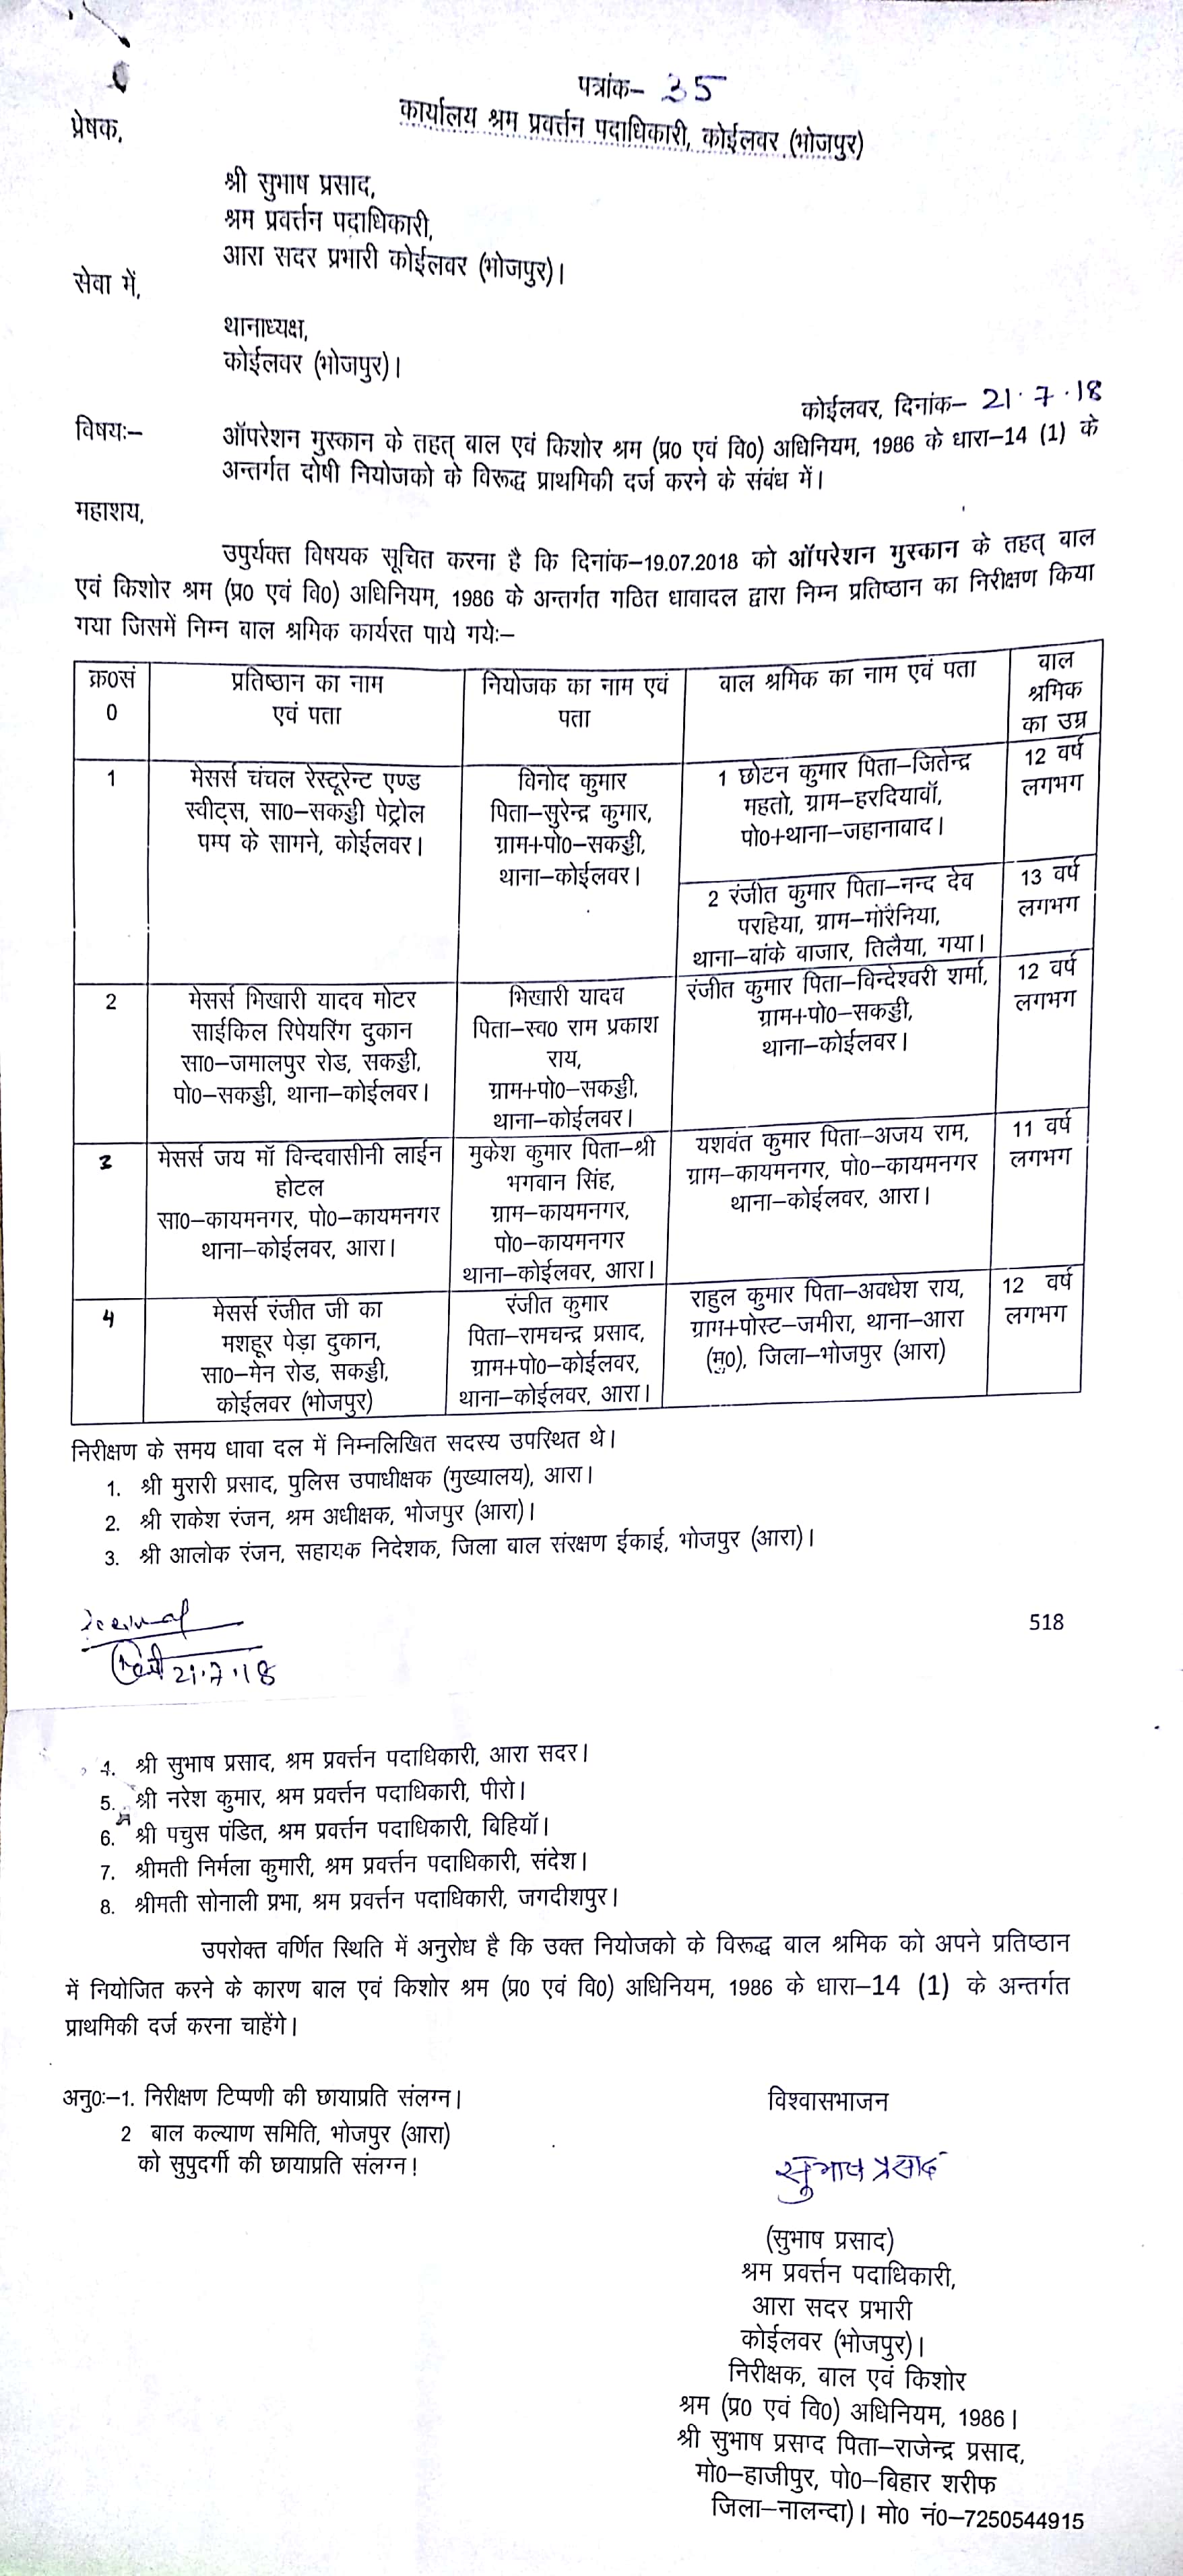 पत्रांक– 35
कार्यालय श्रम प्रवर्त्तन पदाधिकारी, कोईलवर (भोजपुर)
प्रेषक,
श्री सुभाष प्रसाद,
श्रम प्रवर्त्तन पदाधिकारी,
आरा सदर प्रभारी कोईलवर (भोजपुर)।
सेवा में,
थानाध्यक्ष,
कोईलवर (भोजपुर)।
कोईलवर, दिनांक– 21.7.18
विषयः– ऑपरेशन मुस्कान के तहत् बाल एवं किशोर श्रम (प्र0 एवं वि0) अधिनियम, 1986 के धारा–14 (1) के
अन्तर्गत दोषी नियोजको के विरूद्ध प्राथमिकी दर्ज करने के संबंध में।
महाशय,
उपुर्यक्त विषयक सूचित करना है कि दिनांक–19.07.2018 को ऑपरेशन मुस्कान के तहत् बाल
एवं किशोर श्रम (प्र0 एवं वि0) अधिनियम, 1986 के अन्तर्गत गठित धावादल द्वारा निम्न प्रतिष्ठान का निरीक्षण किया
गया जिसमें निम्न बाल श्रमिक कार्यरत पाये गयेः–
क्र0सं
0
प्रतिष्ठान का नाम
एवं पता
नियोजक का नाम एवं
पता
बाल श्रमिक का नाम एवं पता
बाल
श्रमिक
का उम्र
1
मेसर्स चंचल रेस्टूरेन्ट एण्ड
स्वीट्स, सा0–सकड्डी पेट्रोल
पम्प के सामने, कोईलवर।
विनोद कुमार
पिता–सुरेन्द्र कुमार,
ग्राम+पो0–सकड्डी,
थाना–कोईलवर।
1 छोटन कुमार पिता–जितेन्द्र
महतो, ग्राम–हरदियावॉ,
पो0+थाना–जहानावाद।
12 वर्ष
लगभग
2 रंजीत कुमार पिता–नन्द देव
परहिया, ग्राम–मोरैनिया,
थाना–वांके बाजार, तिलैया, गया।
13 वर्ष
लगभग
2
मेसर्स भिखारी यादव मोटर
साईकिल रिपेयरिंग दुकान
सा0–जमालपुर रोड, सकड्डी,
पो0–सकड्डी, थाना–कोईलवर।
भिखारी यादव
पिता–स्व0 राम प्रकाश
राय,
ग्राम+पो0–सकड्डी,
थाना–कोईलवर।
रंजीत कुमार पिता–विन्देश्वरी शर्मा,
ग्राम+पो0–सकड्डी,
थाना–कोईलवर।
12 वर्ष
लगभग
3
मेसर्स जय मॉ विन्दवासीनी लाईन
होटल
सा0–कायमनगर, पो0–कायमनगर
थाना–कोईलवर, आरा।
मुकेश कुमार पिता–श्री
भगवान सिंह,
ग्राम–कायमनगर,
पो0–कायमनगर
थाना–कोईलवर, आरा।
यशवंत कुमार पिता–अजय राम,
ग्राम–कायमनगर, पो0–कायमनगर
थाना–कोईलवर, आरा।
11 वर्ष
लगभग
4
मेसर्स रंजीत जी का
मशहूर पेड़ा दुकान,
सा0–मेन रोड, सकड्डी,
कोईलवर (भोजपुर)
रंजीत कुमार
पिता–रामचन्द्र प्रसाद,
ग्राम+पो0–कोईलवर,
थाना–कोईलवर, आरा।
राहुल कुमार पिता–अवधेश राय,
ग्राम+पोस्ट–जमीरा, थाना–आरा
(मु0), जिला–भोजपुर (आरा)
12 वर्ष
लगभग
निरीक्षण के समय धावा दल में निम्नलिखित सदस्य उपस्थित थे।
1. श्री मुरारी प्रसाद, पुलिस उपाधीक्षक (मुख्यालय), आरा।
2. श्री राकेश रंजन, श्रम अधीक्षक, भोजपुर (आरा)।
3. श्री आलोक रंजन, सहायक निदेशक, जिला बाल संरक्षण ईकाई, भोजपुर (आरा)।
518
21.7.18
4. श्री सुभाष प्रसाद, श्रम प्रवर्त्तन पदाधिकारी, आरा सदर।
5. श्री नरेश कुमार, श्रम प्रवर्त्तन पदाधिकारी, पीरो।
6. श्री पचुस पंडित, श्रम प्रवर्त्तन पदाधिकारी, बिहियॉ।
7. श्रीमती निर्मला कुमारी, श्रम प्रवर्त्तन पदाधिकारी, संदेश।
8. श्रीमती सोनाली प्रभा, श्रम प्रवर्त्तन पदाधिकारी, जगदीशपुर।
उपरोक्त वर्णित स्थिति में अनुरोध है कि उक्त नियोजको के विरूद्ध बाल श्रमिक को अपने प्रतिष्ठान
में नियोजित करने के कारण बाल एवं किशोर श्रम (प्र0 एवं वि0) अधिनियम, 1986 के धारा–14 (1) के अन्तर्गत
प्राथमिकी दर्ज करना चाहेंगे।
अनु0ः–1. निरीक्षण टिप्पणी की छायाप्रति संलग्न।
2 बाल कल्याण समिति, भोजपुर (आरा)
को सुपुदर्गी की छायाप्रति संलग्न!
विश्वासभाजन
सुभाष प्रसाद
(सुभाष प्रसाद)
श्रम प्रवर्त्तन पदाधिकारी,
आरा सदर प्रभारी
कोईलवर (भोजपुर)।
निरीक्षक, बाल एवं किशोर
श्रम (प्र0 एवं वि0) अधिनियम, 1986।
श्री सुभाष प्रसाद पिता–राजेन्द्र प्रसाद,
मो0–हाजीपुर, पो0–बिहार शरीफ
जिला–नालन्दा)। मो0 नं0–7250544915